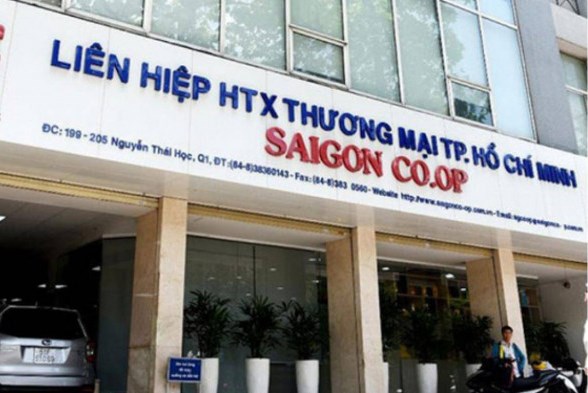 LIÊN HIỆP HTX THƯƠNG MẠI TP. HỒ CHÍ MINH
SAIGON CO.OP
ĐC: 199 - 205 Nguyễn Thái Học, Q1, ĐT:(84-8)38360143 - Fax:(84-8)383 0560 - Website http://www.saigonco-op.com.vn - Email: